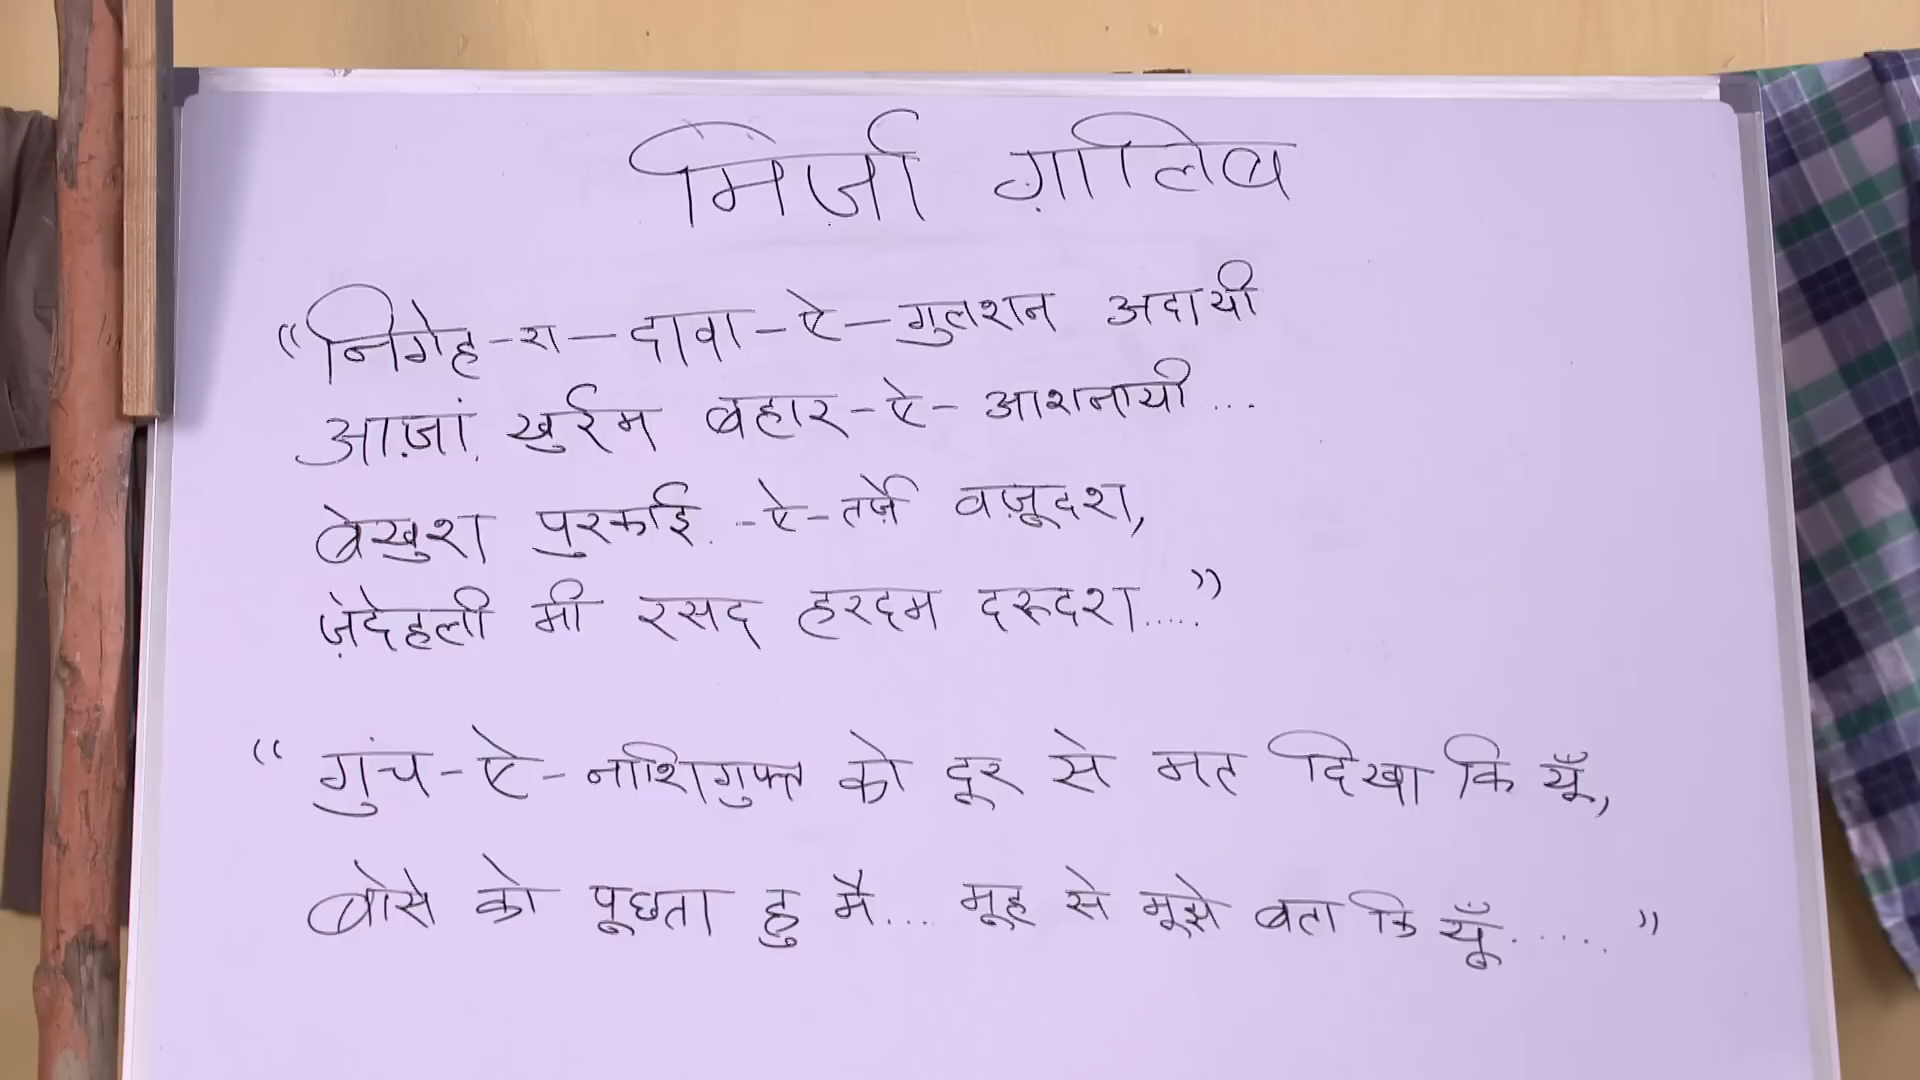 मिर्ज़ा ग़ालिब
“निगेह-रा-दावा-ऐ-गुलशन अदायी
आज़ां खुर्रम बहार-ऐ-आशनायी...
बेखुश पुरकाई-ऐ-तर्ज़े वज़ूदश,
ज़ेदेहली मी रसद हरदम दरूदश.....”
“गुंच-ऐ-नाशिगुफ्त को दूर से मत दिखा कि यूँ,
बोसे को पूछता हु मै.... मूह से मूझे बता कि यूँ......”